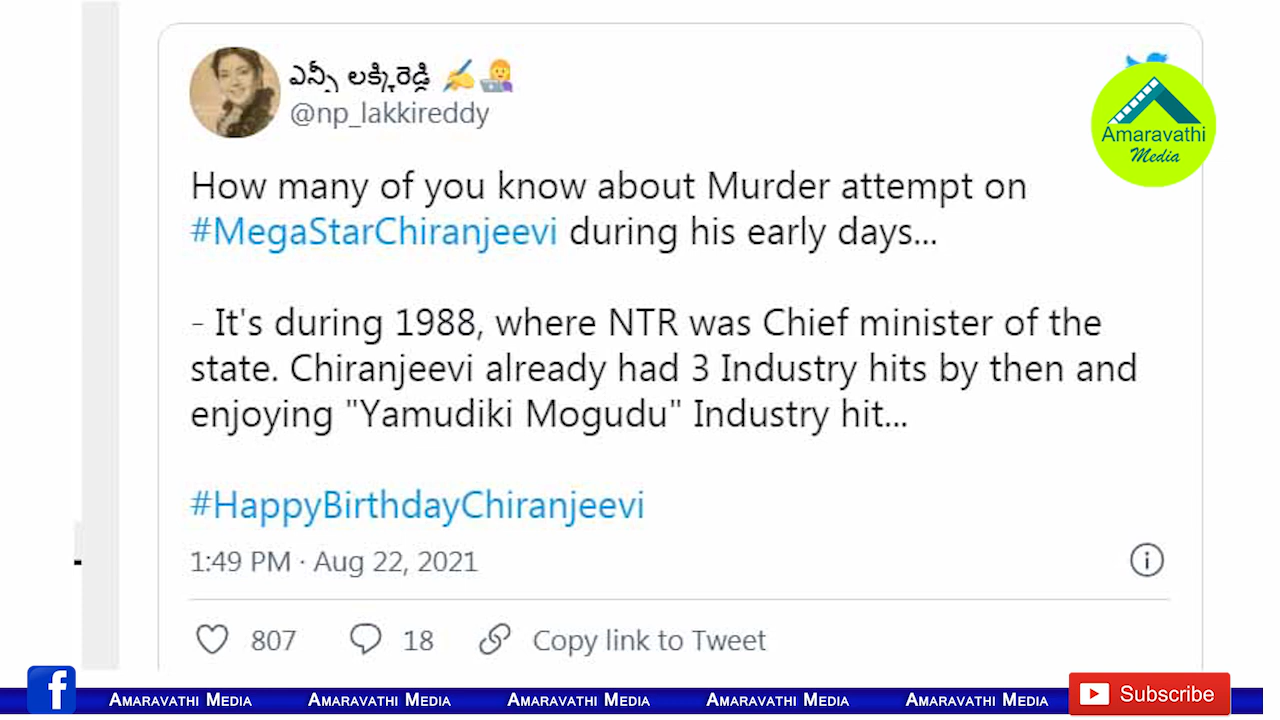 ఎన్పీ లక్కిరెడ్డి
@np_lakkireddy
Amaravathi
Media
How many of you know about Murder attempt on
#MegaStarChiranjeevi during his early days...
- It's during 1988, where NTR was Chief minister of the
state. Chiranjeevi already had 3 Industry hits by then and
enjoying "Yamudiki Mogudu" Industry hit...
#HappyBirthdayChiranjeevi
1:49 PM · Aug 22, 2021
807 18 Copy link to Tweet
f Amaravathi Media Amaravathi Media Amaravathi Media Amaravathi Media Amaravathi Media Subscribe